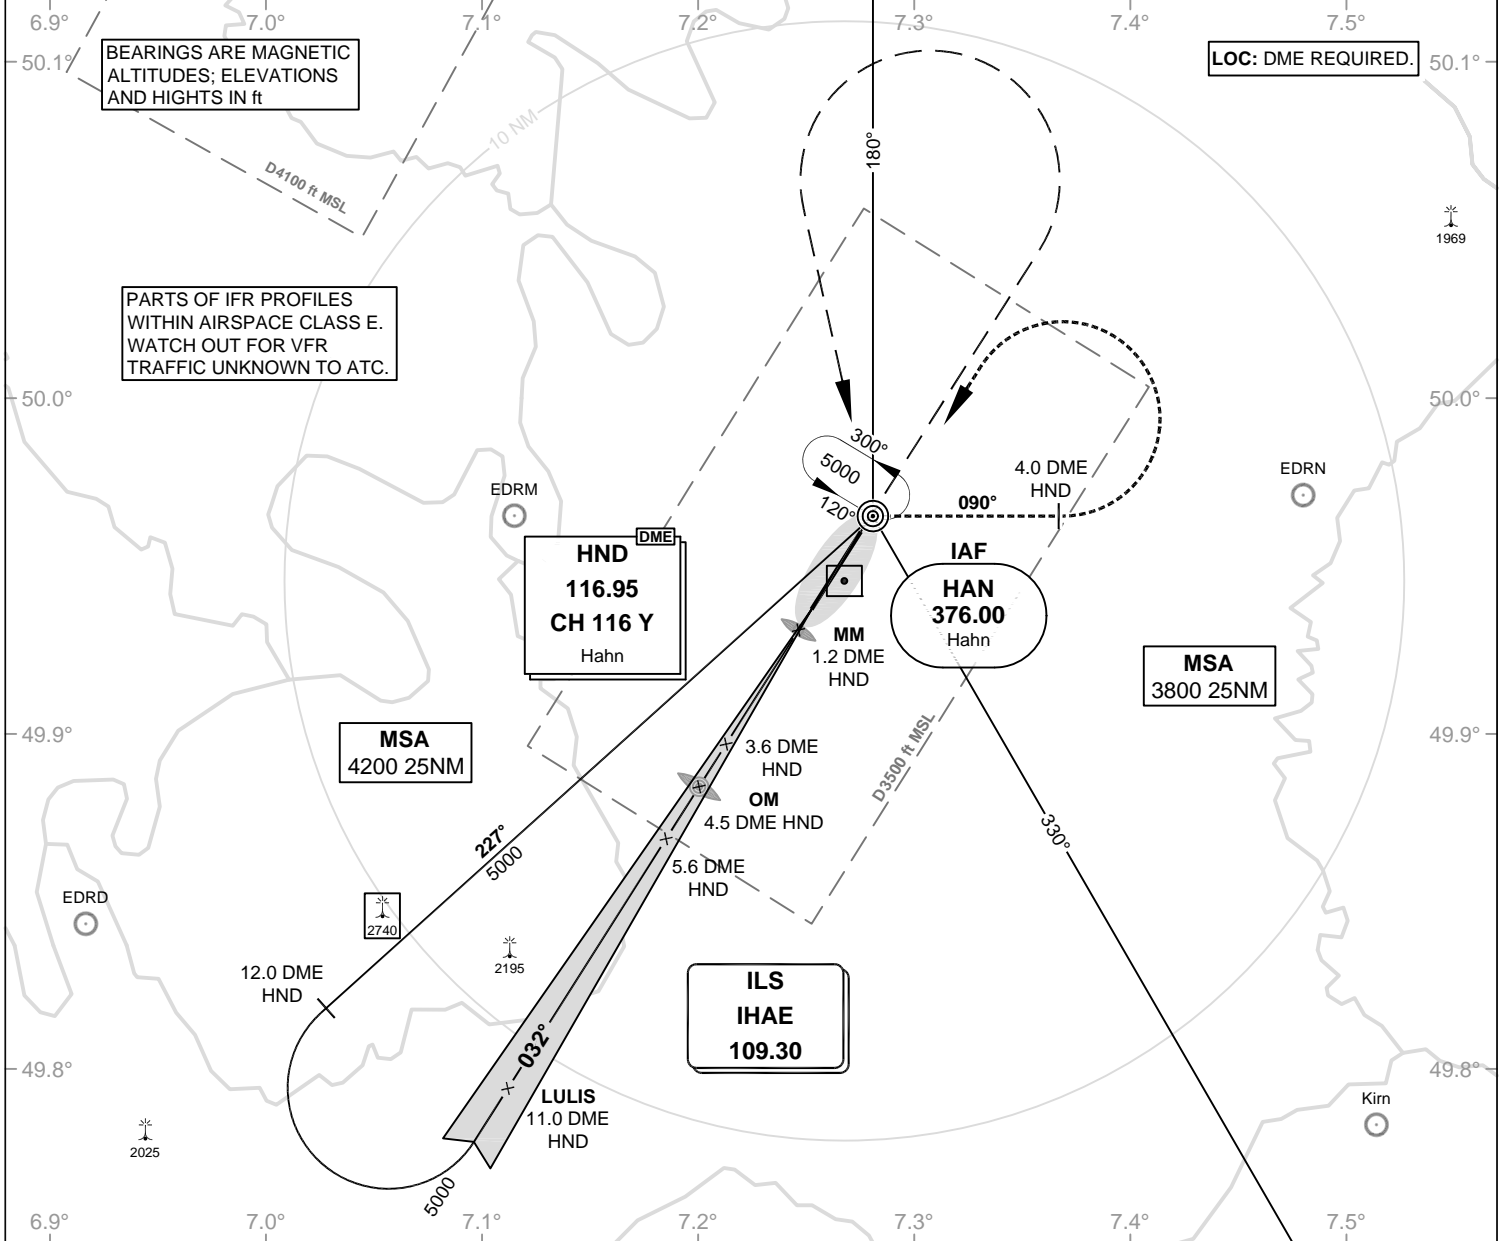 6.9° 7.0° 7.1° 7.2° 7.3° 7.4° 7.5°
BEARINGS ARE MAGNETIC
ALTITUDES; ELEVATIONS
AND HIGHTS IN ft
LOC: DME REQUIRED.
50.1° 50.1°
10 NM
180°
D4100 ft MSL
1969
PARTS OF IFR PROFILES
WITHIN AIRSPACE CLASS E.
WATCH OUT FOR VFR
TRAFFIC UNKNOWN TO ATC.
50.0° 50.0°
300°
5000
120°
4.0 DME
HND
090°
EDRN
EDRM
DME
HND
116.95
CH 116 Y
Hahn
IAF
HAN
376.00
Hahn
MM
1.2 DME
HND
MSA
3800 25NM
MSA
4200 25NM
49.9° 49.9°
3.6 DME
HND
D3500 ft MSL
OM
4.5 DME HND
227°
5000
330°
5.6 DME
HND
EDRD
2740
2195
12.0 DME
HND
ILS
IHAE
109.30
032°
49.8° 49.8°
LULIS
11.0 DME
HND
Kirn
2025
5000
6.9° 7.0° 7.1° 7.2° 7.3° 7.4° 7.5°